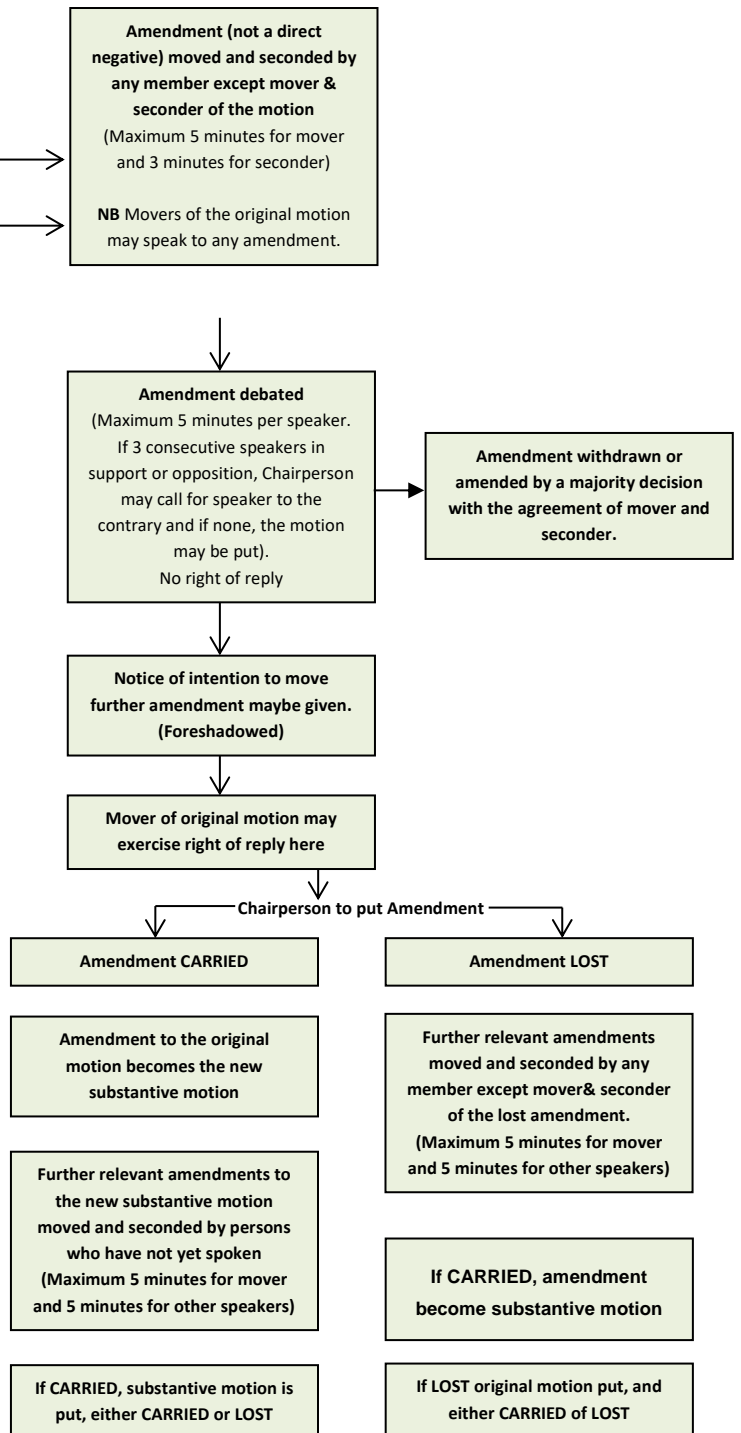 Amendment (not a direct
negative) moved and seconded by
any member except mover &
seconder of the motion
(Maximum 5 minutes for mover
and 3 minutes for seconder)
NB Movers of the original motion
may speak to any amendment.
Amendment debated
(Maximum 5 minutes per speaker.
If 3 consecutive speakers in
support or opposition, Chairperson
may call for speaker to the
contrary and if none, the motion
may be put).
No right of reply
Amendment withdrawn or
amended by a majority decision
with the agreement of mover and
seconder.
Notice of intention to move
further amendment maybe given.
(Foreshadowed)
Mover of original motion may
exercise right of reply here
Chairperson to put Amendment
Amendment CARRIED
Amendment to the original
motion becomes the new
substantive motion
Further relevant amendments to
the new substantive motion
moved and seconded by persons
who have not yet spoken
(Maximum 5 minutes for mover
and 5 minutes for other speakers)
If CARRIED, substantive motion is
put, either CARRIED or LOST
Amendment LOST
Further relevant amendments
moved and seconded by any
member except mover& seconder
of the lost amendment.
(Maximum 5 minutes for mover
and 5 minutes for other speakers)
If CARRIED, amendment
become substantive motion
If LOST original motion put, and
either CARRIED of LOST